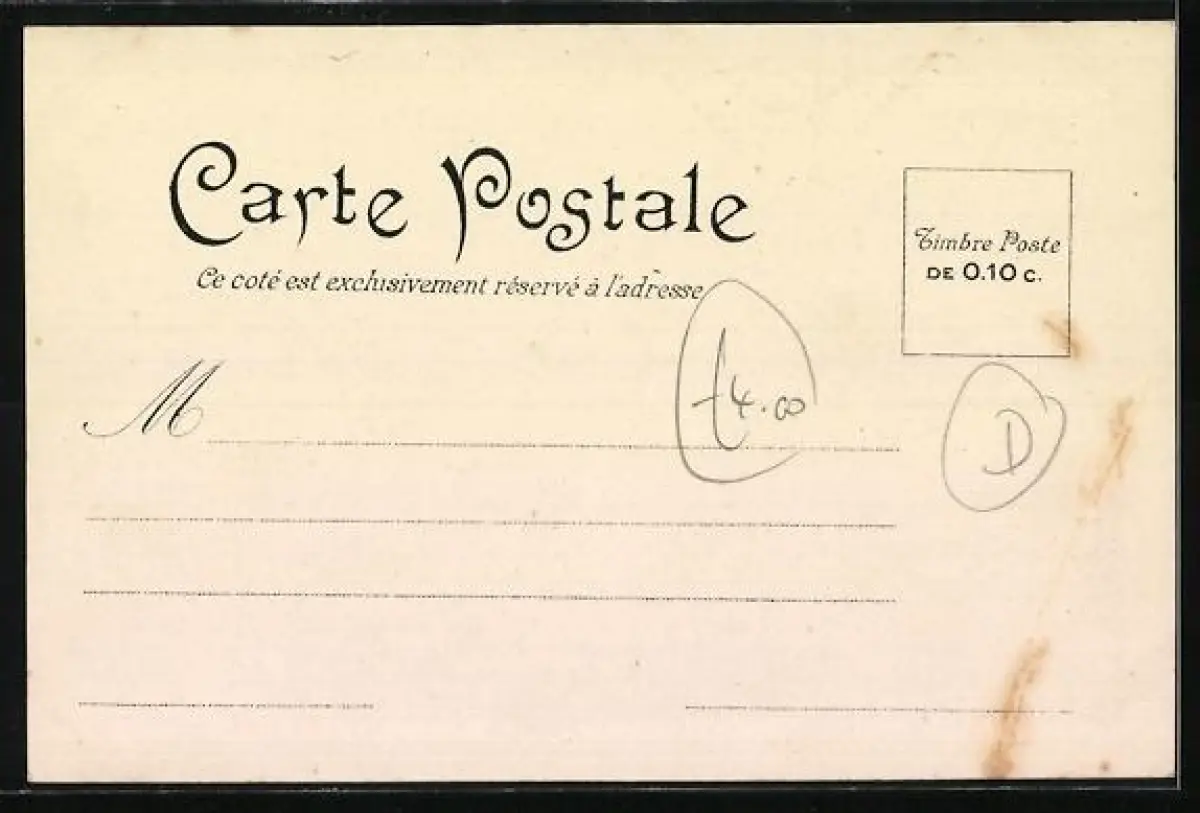 Carte Postale
Ce coté est exclusivement réservé à l'adresse
Timbre Poste
DE 0.10 c.
M
£4.00
D